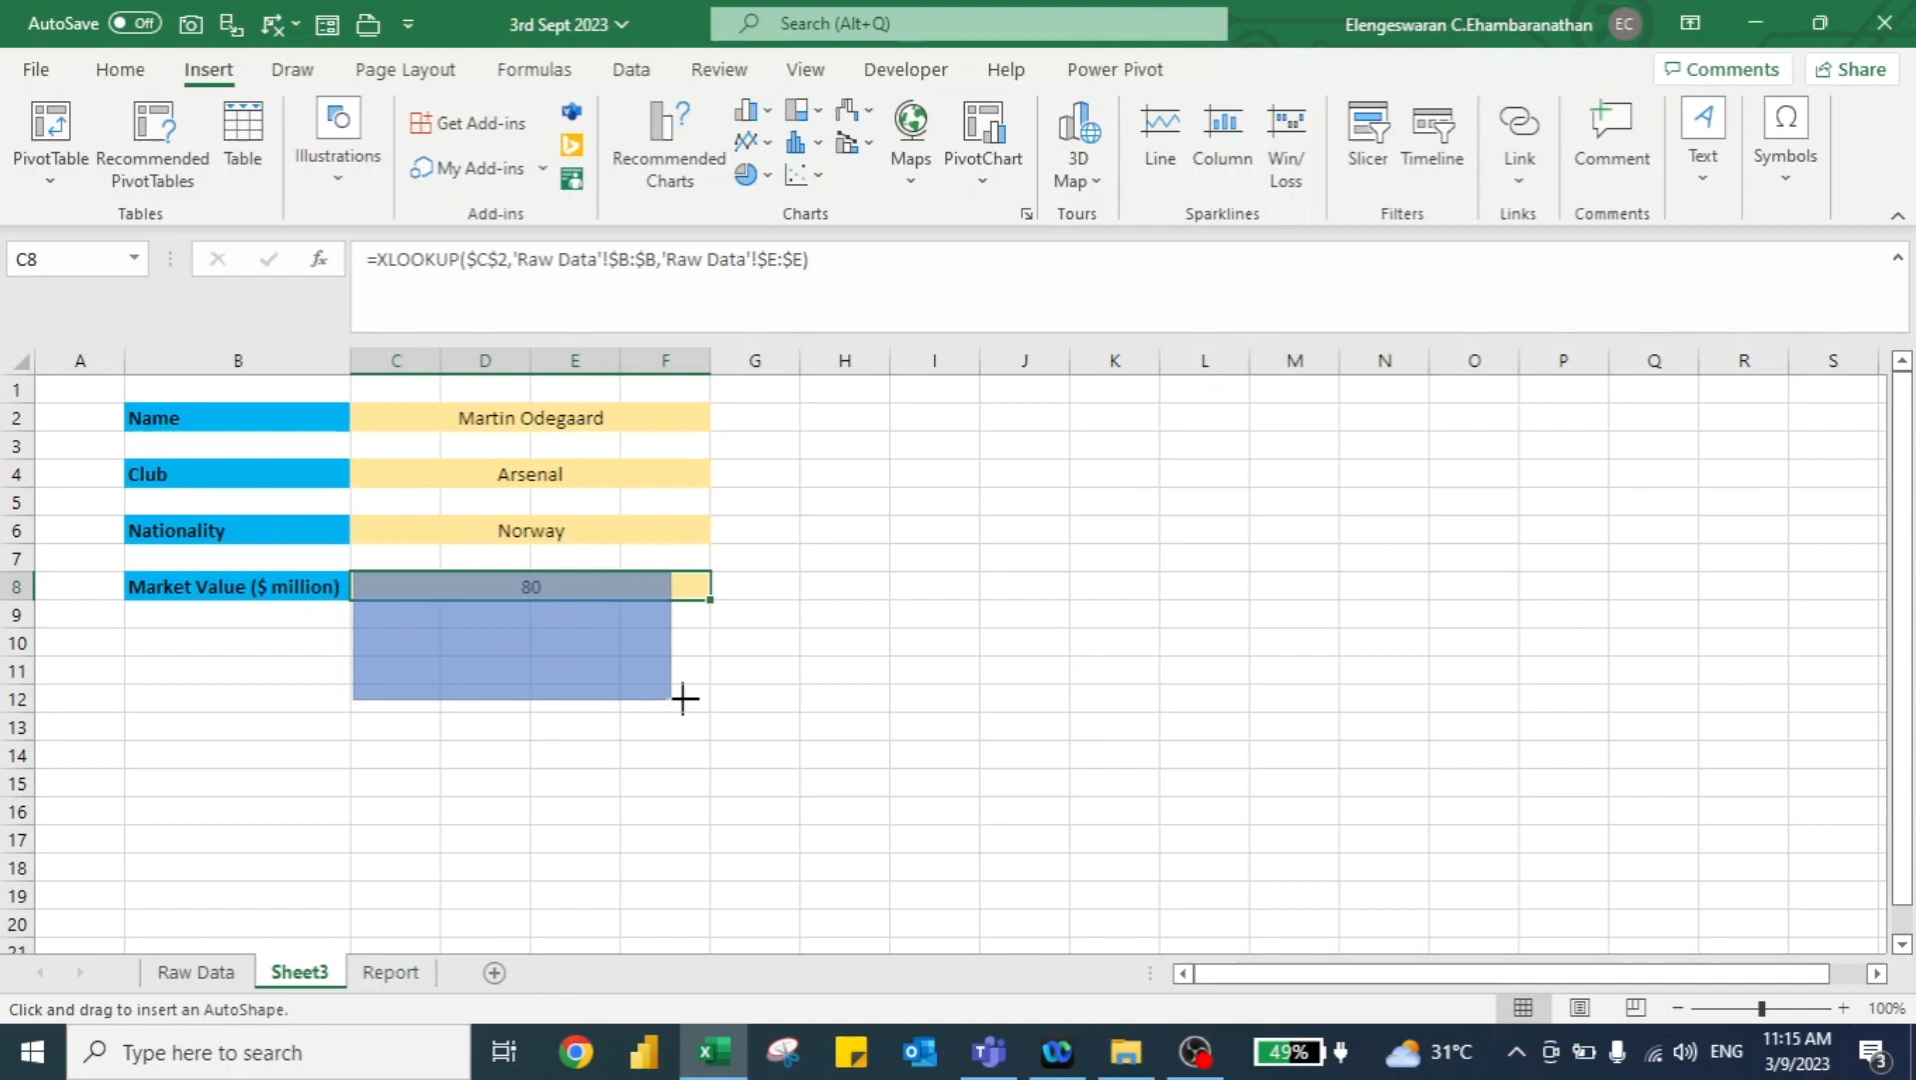 AutoSave Off 3rd Sept 2023 Search (Alt+Q) Elengeswaran C.Ehambaranathan EC
File Home Insert Draw Page Layout Formulas Data Review View Developer Help Power Pivot Comments Share
PivotTable
Recommended
PivotTables
Table
Tables
Illustrations
Get Add-ins
My Add-ins
Add-ins
Recommended
Charts
Maps
PivotChart
Charts
3D
Map
Tours
Line
Column
Win/
Loss
Sparklines
Slicer
Timeline
Filters
Link
Links
Comment
Comments
Text
Symbols
C8 fx =XLOOKUP($C$2,'Raw Data'!$B:$B,'Raw Data'!$E:$E)
A B C D E F G H I J K L M N O P Q R S
1
2 Name Martin Odegaard
3
4 Club Arsenal
5
6 Nationality Norway
7
8 Market Value ($ million) 80
9
10
11
12
13
14
15
16
17
18
19
20
21
Raw Data Sheet3 Report
Click and drag to insert an AutoShape. 100%
Type here to search 49% 31°C ENG 11:15 AM
3/9/2023 3